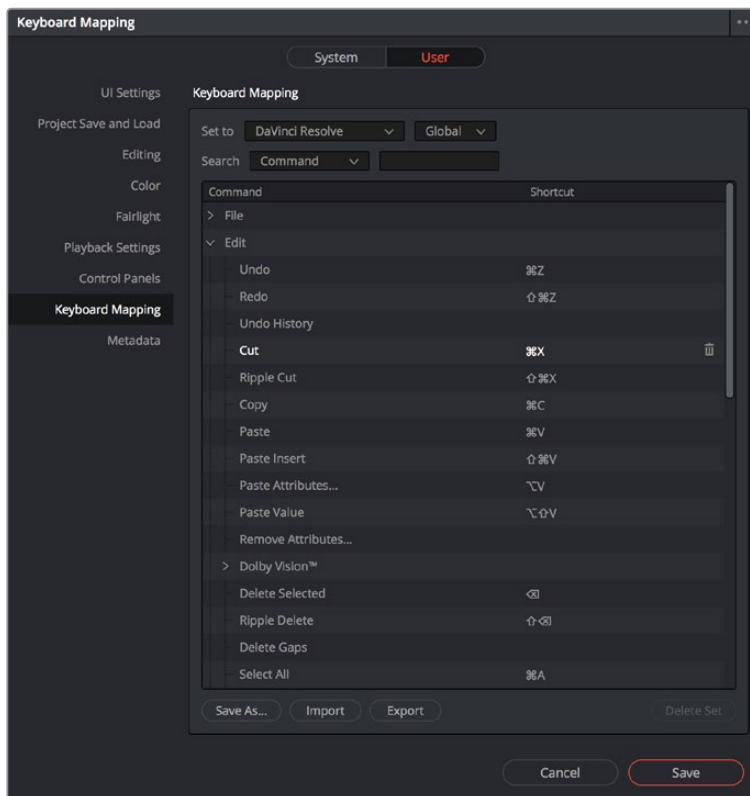 Keyboard Mapping
System User
UI Settings
Project Save and Load
Editing
Color
Fairlight
Playback Settings
Control Panels
Keyboard Mapping
Metadata
Keyboard Mapping
Set to DaVinci Resolve Global
Search Command
Command Shortcut
File
Edit
Undo ⌘Z
Redo ⇧⌘Z
Undo History
Cut ⌘X
Ripple Cut ⇧⌘X
Copy ⌘C
Paste ⌘V
Paste Insert ⇧⌘V
Paste Attributes... ⌥V
Paste Value ⌥⇧V
Remove Attributes...
Dolby Vision™
Delete Selected ⌫
Ripple Delete ⇧⌫
Delete Gaps
Select All ⌘A
Save As... Import Export Delete Set
Cancel Save